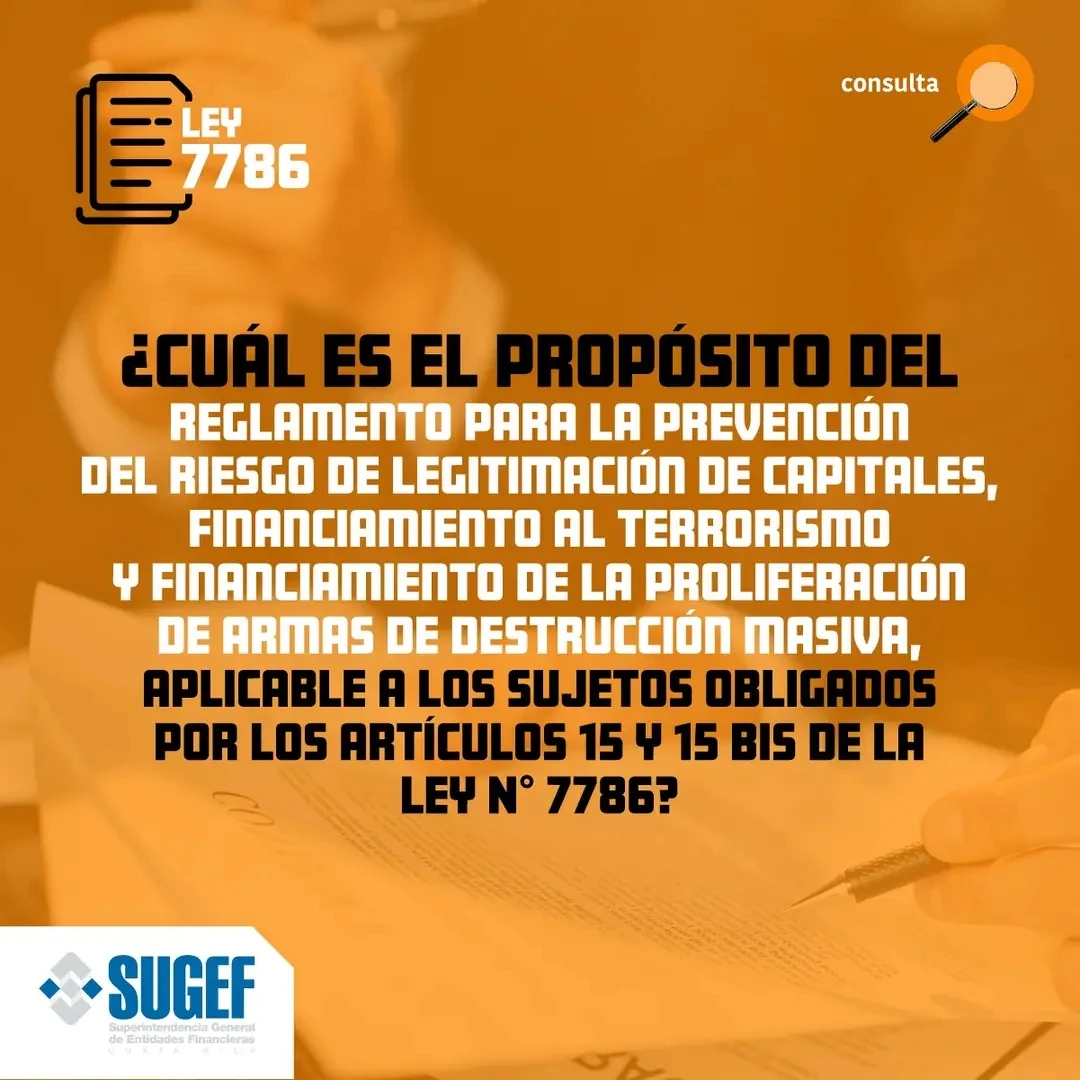 LEY
7786
consulta
¿CUÁL ES EL PROPÓSITO DEL
REGLAMENTO PARA LA PREVENCIÓN
DEL RIESGO DE LEGITIMACIÓN DE CAPITALES,
FINANCIAMIENTO AL TERRORISMO
Y FINANCIAMIENTO DE LA PROLIFERACIÓN
DE ARMAS DE DESTRUCCIÓN MASIVA,
APLICABLE A LOS SUJETOS OBLIGADOS
POR LOS ARTÍCULOS 15 Y 15 BIS DE LA
LEY N° 7786?
SUGEF
Superintendencia General
de Entidades Financieras
COSTA RICA